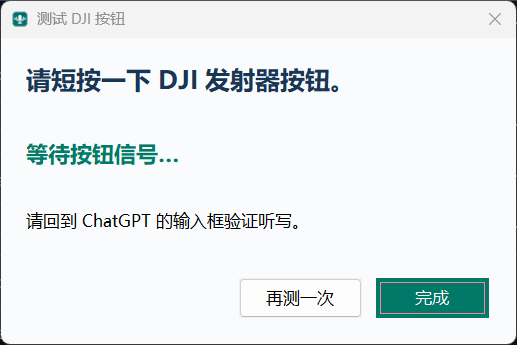 测试 DJI 按钮
请短按一下 DJI 发射器按钮。
等待按钮信号...
请回到 ChatGPT 的输入框验证听写。
再测一次
完成